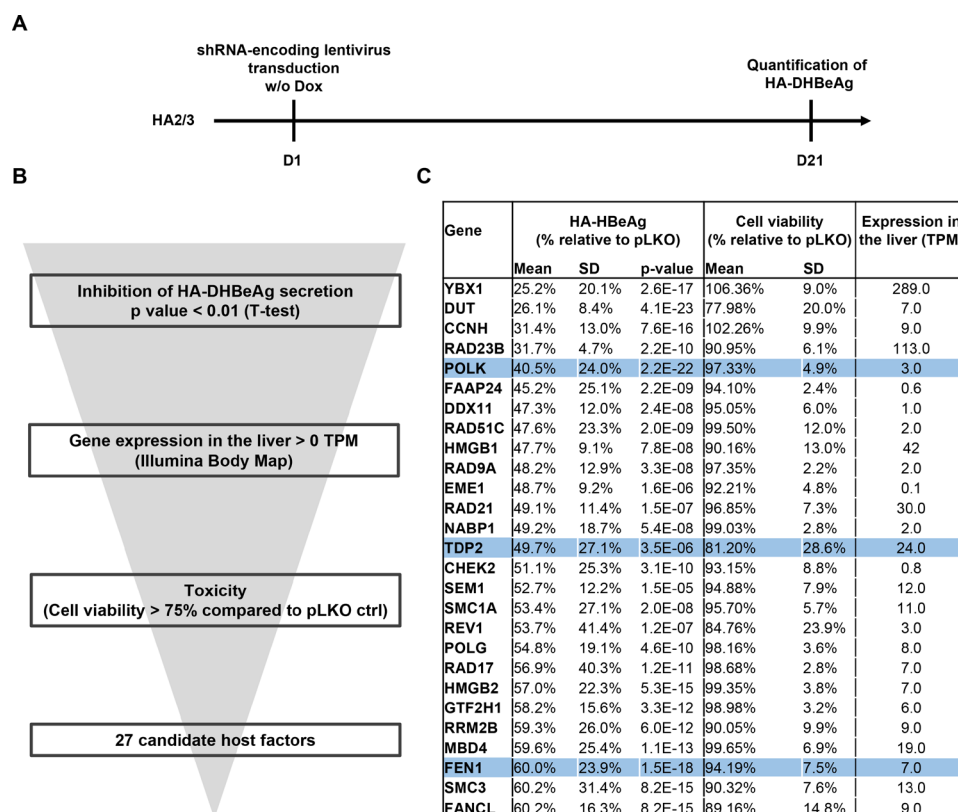 A
shRNA-encoding lentivirus
transduction
w/o Dox
Quantification of
HA-DHBeAg
HA2/3
D1
D21
B
Inhibition of HA-DHBeAg secretion
p value < 0.01 (T-test)
Gene expression in the liver > 0 TPM
(Illumina Body Map)
Toxicity
(Cell viability > 75% compared to pLKO ctrl)
27 candidate host factors
C
Gene HA-HBeAg (% relative to pLKO) Cell viability (% relative to pLKO) Expression in the liver (TPM
Mean SD p-value Mean SD
YBX1 25.2% 20.1% 2.6E-17 106.36% 9.0% 289.0
DUT 26.1% 8.4% 4.1E-23 77.98% 20.0% 7.0
CCNH 31.4% 13.0% 7.6E-16 102.26% 9.9% 9.0
RAD23B 31.7% 4.7% 2.2E-10 90.95% 6.1% 113.0
POLK 40.5% 24.0% 2.2E-22 97.33% 4.9% 3.0
FAAP24 45.2% 25.1% 2.2E-09 94.10% 2.4% 0.6
DDX11 47.3% 12.0% 2.4E-08 95.05% 6.0% 1.0
RAD51C 47.6% 23.3% 2.0E-09 99.50% 12.0% 2.0
HMGB1 47.7% 9.1% 7.8E-08 90.16% 13.0% 42
RAD9A 48.2% 12.9% 3.3E-08 97.35% 2.2% 2.0
EME1 48.7% 9.2% 1.6E-06 92.21% 4.8% 0.1
RAD21 49.1% 11.4% 1.5E-07 96.85% 7.3% 30.0
NABP1 49.2% 18.7% 5.4E-08 99.03% 2.8% 2.0
TDP2 49.7% 27.1% 3.5E-06 81.20% 28.6% 24.0
CHEK2 51.1% 25.3% 3.1E-10 93.15% 8.8% 0.8
SEM1 52.7% 12.2% 1.5E-05 94.88% 7.9% 12.0
SMC1A 53.4% 27.1% 2.0E-08 95.70% 5.7% 11.0
REV1 53.7% 41.4% 1.2E-07 84.76% 23.9% 3.0
POLG 54.8% 19.1% 4.6E-10 98.16% 3.6% 8.0
RAD17 56.9% 40.3% 1.2E-11 98.68% 2.8% 7.0
HMGB2 57.0% 22.3% 5.3E-15 99.35% 3.8% 7.0
GTF2H1 58.2% 15.6% 3.3E-12 98.98% 3.2% 6.0
RRM2B 59.3% 26.0% 6.0E-12 90.05% 9.9% 9.0
MBD4 59.6% 25.4% 1.1E-13 99.65% 6.9% 19.0
FEN1 60.0% 23.9% 1.5E-18 94.19% 7.5% 7.0
SMC3 60.2% 31.4% 8.2E-15 90.32% 7.6% 13.0
FANCL 60.2% 16.3% 8.2E-15 89.16% 14.8% 9.0